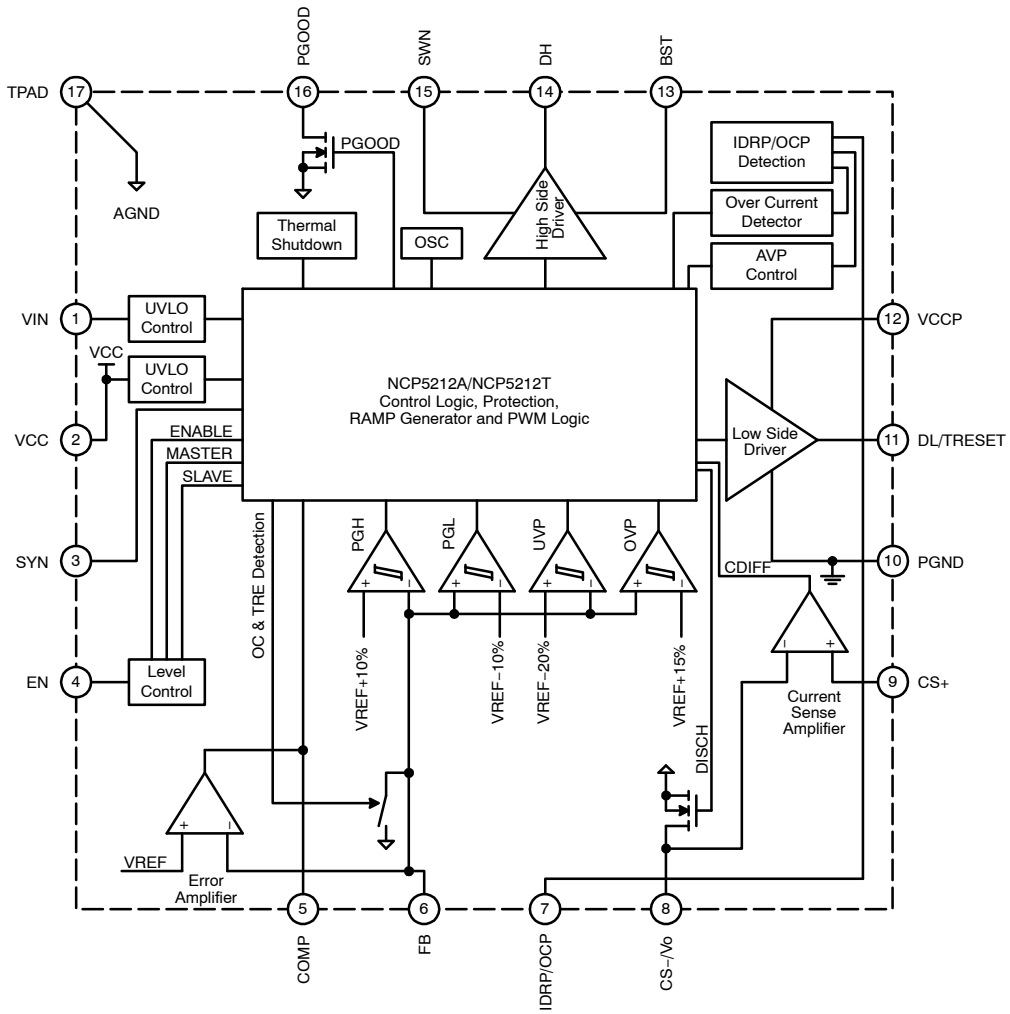 PGOOD
SWN
DH
BST
TPAD
17
16
15
14
13
PGOOD
IDRP/OCP
Detection
AGND
High Side
Driver
Over Current
Detector
Thermal
Shutdown
OSC
AVP
Control
VIN
1
UVLO
Control
12
VCCP
VCC
UVLO
Control
NCP5212A/NCP5212T
Control Logic, Protection,
RAMP Generator and PWM Logic
VCC
2
ENABLE
MASTER
SLAVE
Low Side
Driver
11
DL/TRESET
SYN
3
OC & TRE Detection
PGH
PGL
UVP
OVP
CDIFF
10
PGND
+
−
+
−
+
−
+
−
VREF+10%
VREF−10%
VREF−20%
VREF+15%
−
+
EN
4
Level
Control
9
CS+
Current
Sense
Amplifier
DISCH
+
−
VREF
Error
Amplifier
5
6
7
8
COMP
FB
IDRP/OCP
CS−/Vo